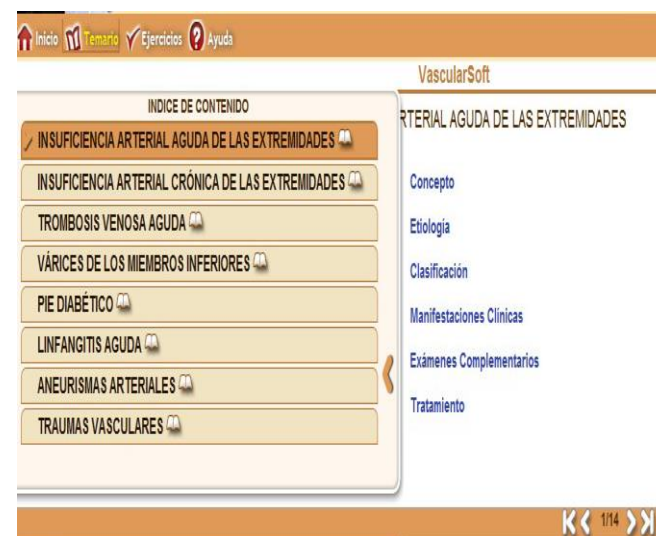 Inicio Temario Ejercicios Ayuda
VascularSoft
INDICE DE CONTENIDO
INSUFICIENCIA ARTERIAL AGUDA DE LAS EXTREMIDADES
INSUFICIENCIA ARTERIAL CRÓNICA DE LAS EXTREMIDADES
TROMBOSIS VENOSA AGUDA
VÁRICES DE LOS MIEMBROS INFERIORES
PIE DIABÉTICO
LINFANGITIS AGUDA
ANEURISMAS ARTERIALES
TRAUMAS VASCULARES
RTERIAL AGUDA DE LAS EXTREMIDADES
Concepto
Etiología
Clasificación
Manifestaciones Clínicas
Exámenes Complementarios
Tratamiento
1/14